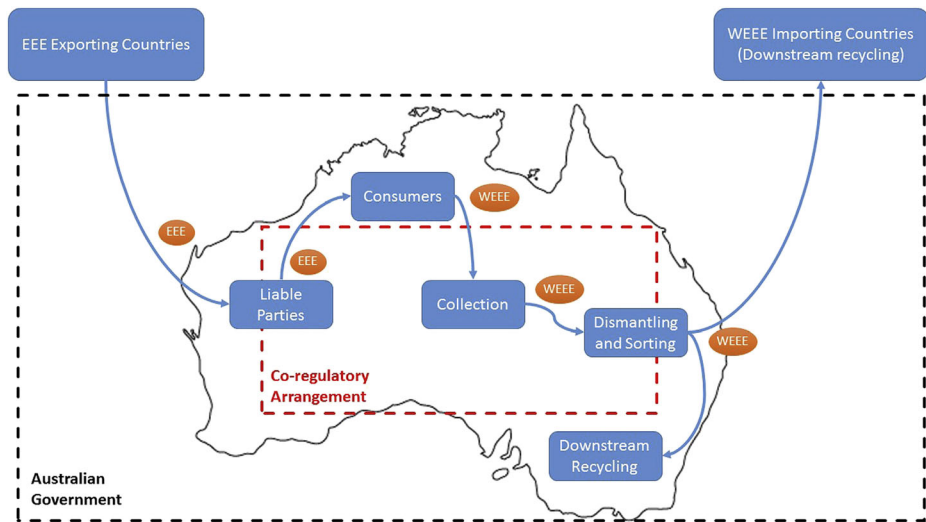 EEE Exporting Countries
WEEE Importing Countries
(Downstream recycling)
Consumers
WEEE
EEE
EEE
Liable
Parties
Collection
WEEE
Dismantling
and Sorting
WEEE
Co-regulatory
Arrangement
Downstream
Recycling
Australian
Government